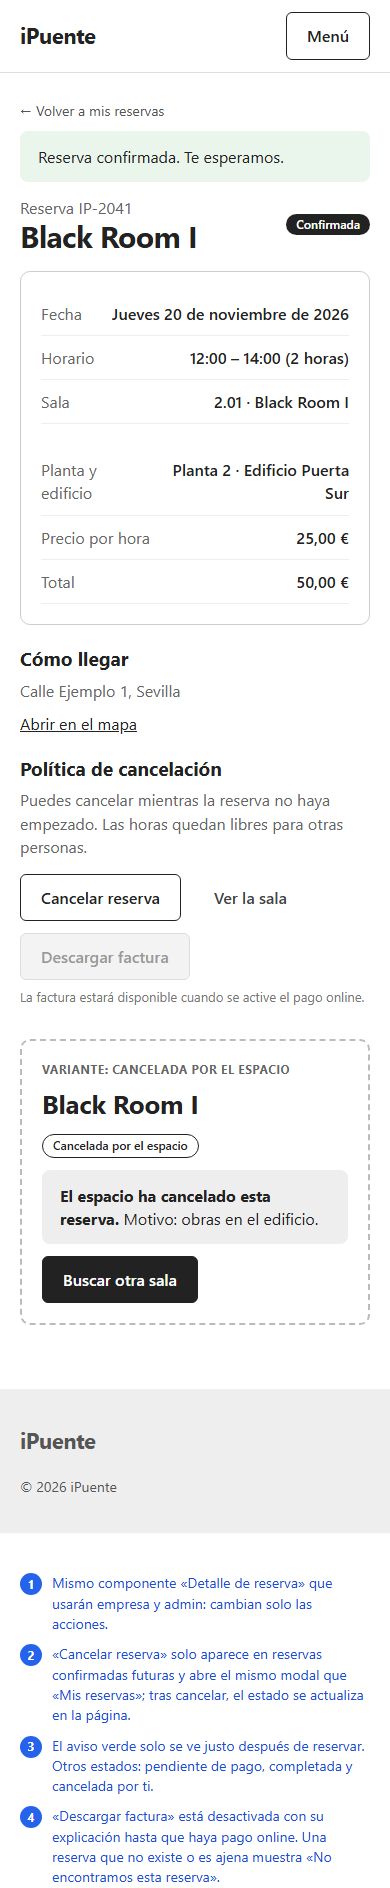 iPuente
Menú
← Volver a mis reservas
Reserva confirmada. Te esperamos.
Reserva IP-2041
Black Room I
Confirmada
Fecha Jueves 20 de noviembre de 2026
Horario 12:00 – 14:00 (2 horas)
Sala 2.01 · Black Room I
Planta y Planta 2 · Edificio Puerta
edificio Sur
Precio por hora 25,00 €
Total 50,00 €
Cómo llegar
Calle Ejemplo 1, Sevilla
Abrir en el mapa
Política de cancelación
Puedes cancelar mientras la reserva no haya
empezado. Las horas quedan libres para otras
personas.
Cancelar reserva Ver la sala
Descargar factura
La factura estará disponible cuando se active el pago online.
VARIANTE: CANCELADA POR EL ESPACIO
Black Room I
Cancelada por el espacio
El espacio ha cancelado esta
reserva. Motivo: obras en el edificio.
Buscar otra sala
iPuente
© 2026 iPuente
1 Mismo componente «Detalle de reserva» que
usarán empresa y admin: cambian solo las
acciones.
2 «Cancelar reserva» solo aparece en reservas
confirmadas futuras y abre el mismo modal que
«Mis reservas»; tras cancelar, el estado se actualiza
en la página.
3 El aviso verde solo se ve justo después de reservar.
Otros estados: pendiente de pago, completada y
cancelada por ti.
4 «Descargar factura» está desactivada con su
explicación hasta que haya pago online. Una
reserva que no existe o es ajena muestra «No
encontramos esta reserva».